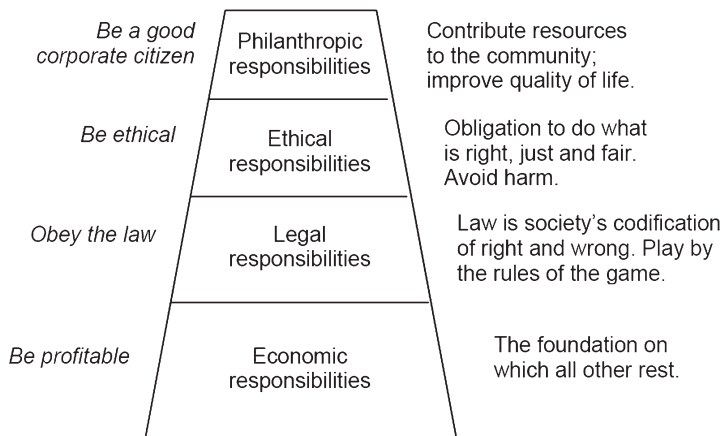 Be a good
corporate citizen
Philanthropic
responsibilities
Contribute resources
to the community;
improve quality of life.
Be ethical
Ethical
responsibilities
Obligation to do what
is right, just and fair.
Avoid harm.
Obey the law
Legal
responsibilities
Law is society's codification
of right and wrong. Play by
the rules of the game.
Be profitable
Economic
responsibilities
The foundation on
which all other rest.